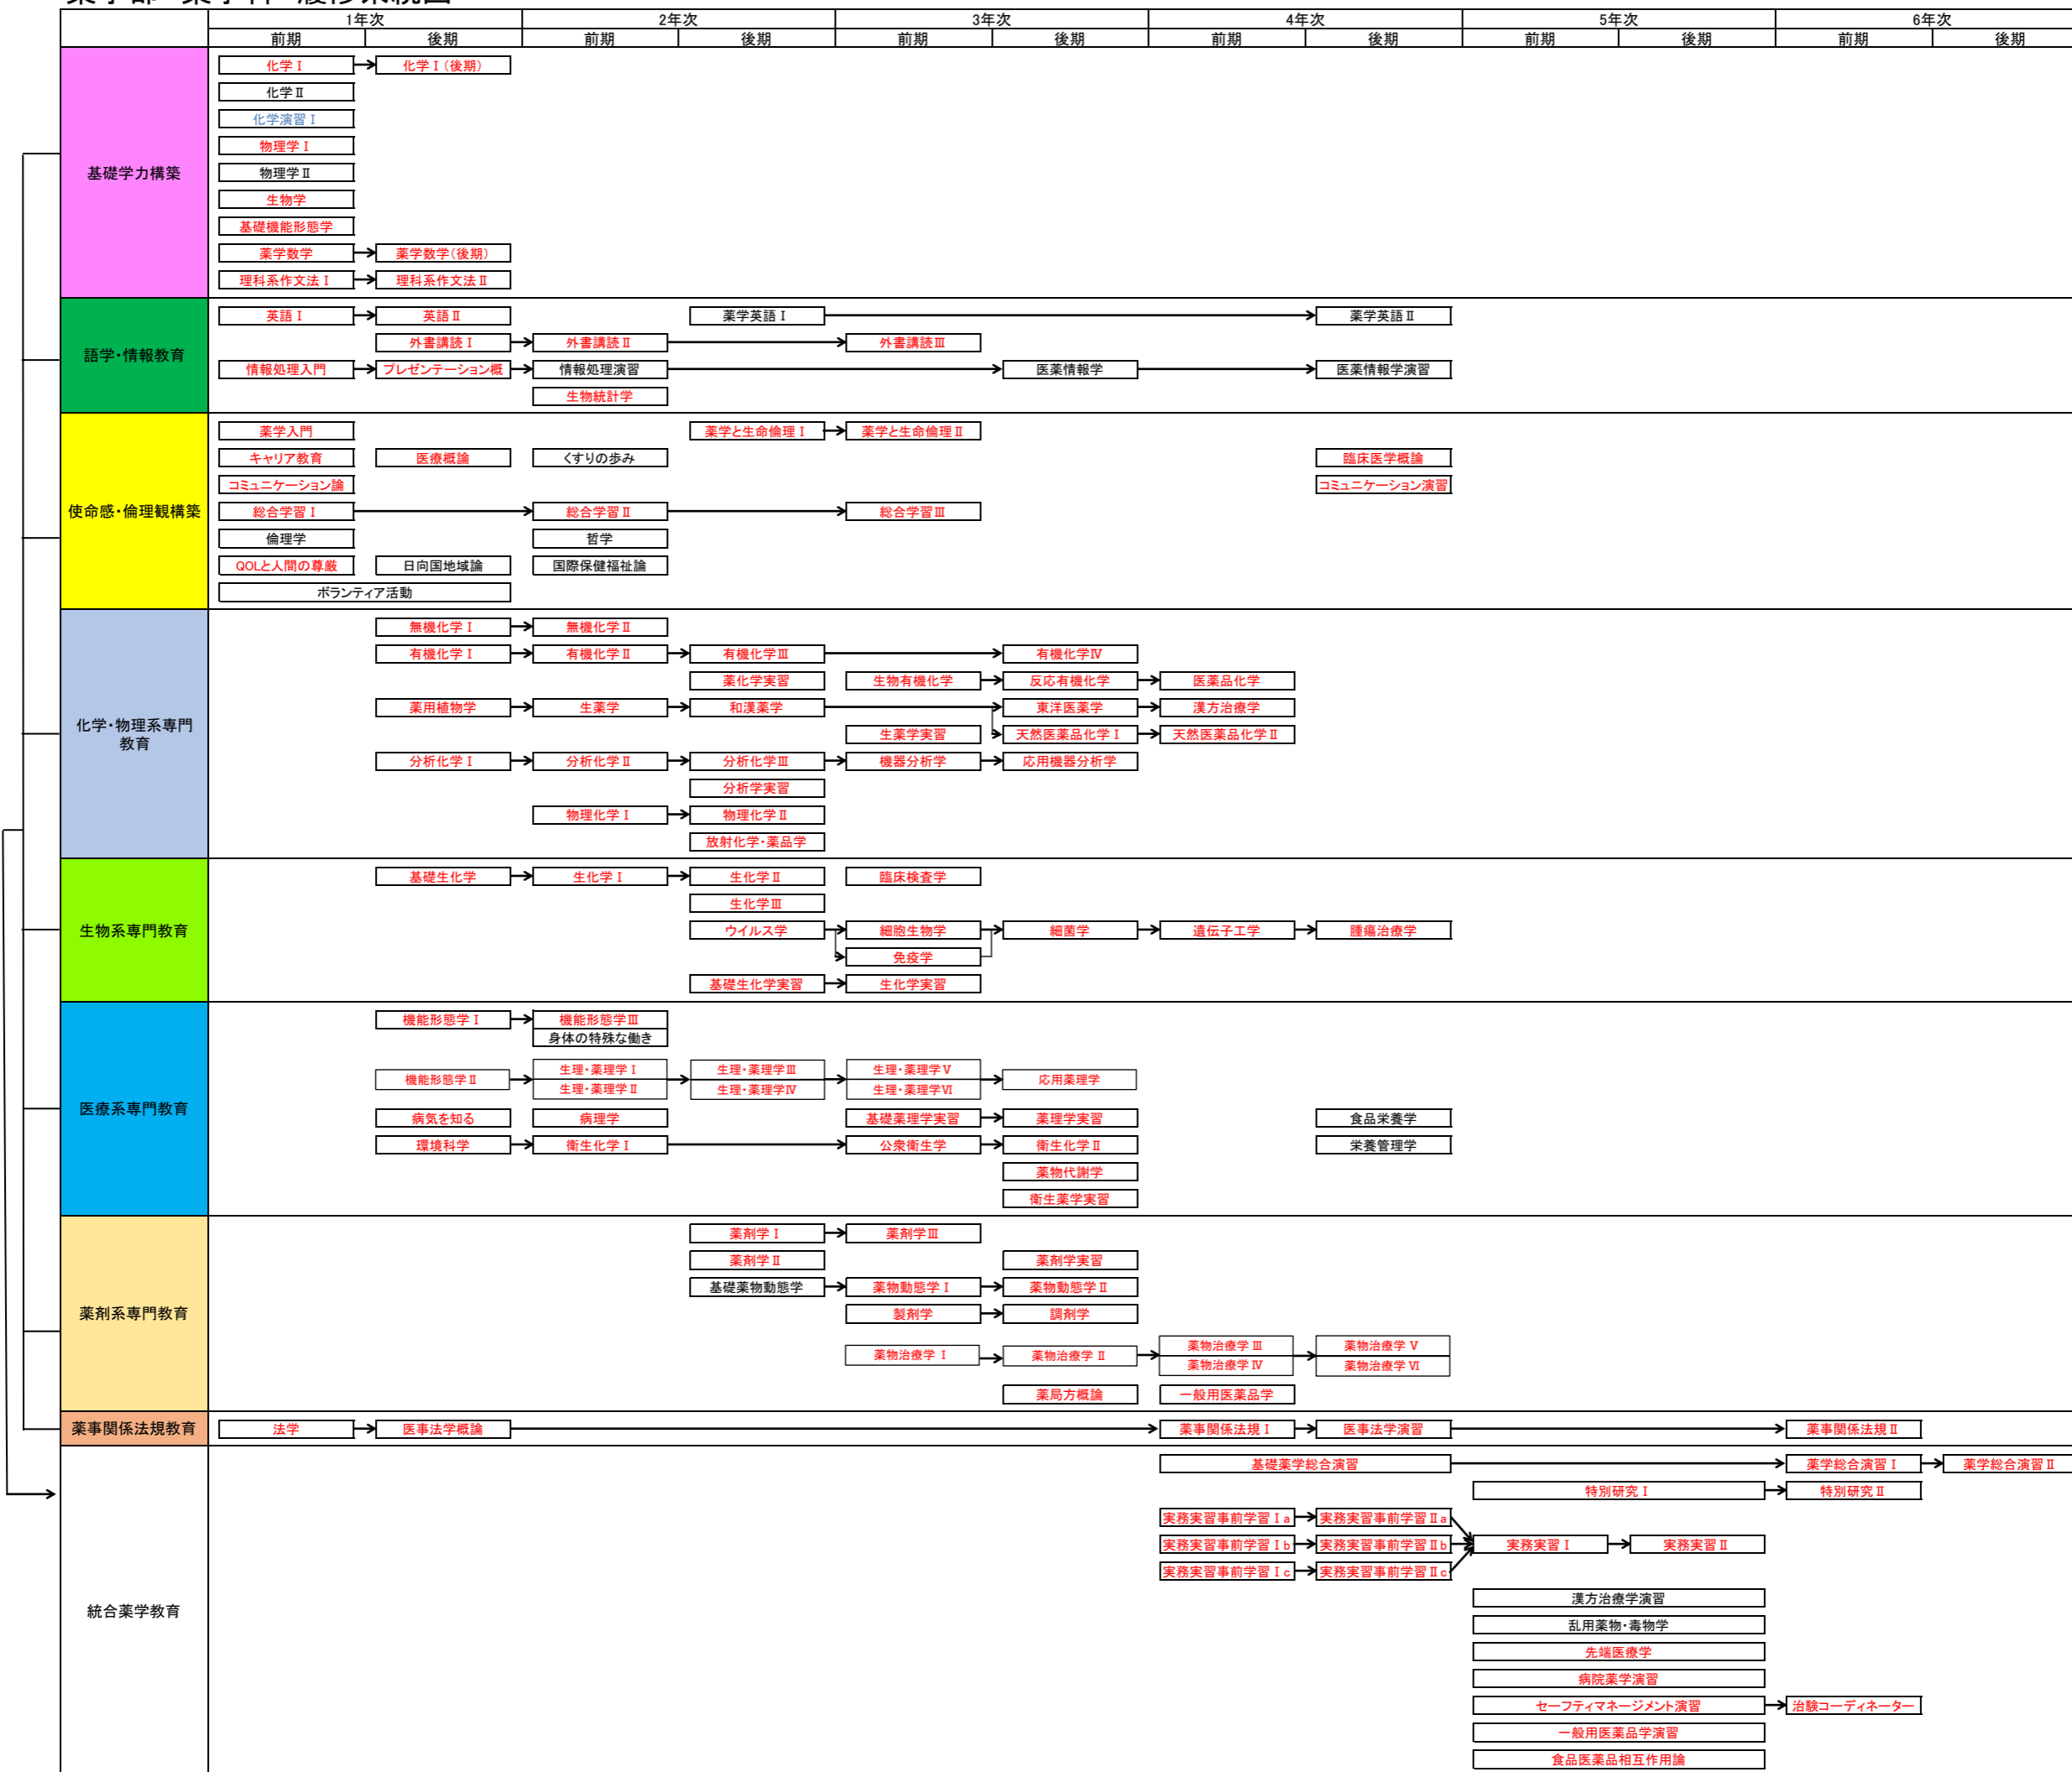 1年次 2年次 3年次 4年次 5年次 6年次
前期 後期 前期 後期 前期 後期 前期 後期 前期 後期 前期 後期
基礎学力構築
化学Ⅰ 化学Ⅰ(後期)
化学Ⅱ
化学演習Ⅰ
物理学Ⅰ
物理学Ⅱ
生物学
基礎機能形態学
薬学数学 薬学数学(後期)
理科系作文法Ⅰ 理科系作文法Ⅱ
語学・情報教育
英語Ⅰ 英語Ⅱ 薬学英語Ⅰ 薬学英語Ⅱ
外書講読Ⅰ 外書講読Ⅱ 外書講読Ⅲ
情報処理入門 プレゼンテーション概 情報処理演習 医薬情報学 医薬情報学演習
生物統計学
使命感・倫理観構築
薬学入門 薬学と生命倫理Ⅰ 薬学と生命倫理Ⅱ
キャリア教育 医療概論 くすりの歩み 臨床医学概論
コミュニケーション論 コミュニケーション演習
総合学習Ⅰ 総合学習Ⅱ 総合学習Ⅲ
倫理学 哲学
QOLと人間の尊厳 日向国地域論 国際保健福祉論
ボランティア活動
化学・物理系専門
教育
無機化学Ⅰ 無機化学Ⅱ
有機化学Ⅰ 有機化学Ⅱ 有機化学Ⅲ 有機化学Ⅳ
薬化学実習 生物有機化学 反応有機化学 医薬品化学
薬用植物学 生薬学 和漢薬学 東洋医薬学 漢方治療学
生薬学実習 天然医薬品化学Ⅰ 天然医薬品化学Ⅱ
分析化学Ⅰ 分析化学Ⅱ 分析化学Ⅲ 機器分析学 応用機器分析学
分析学実習
物理化学Ⅰ 物理化学Ⅱ
放射化学・薬品学
生物系専門教育
基礎生化学 生化学Ⅰ 生化学Ⅱ 臨床検査学
生化学Ⅲ
ウイルス学 細胞生物学 細菌学 遺伝子工学 腫瘍治療学
免疫学
基礎生化学実習 生化学実習
医療系専門教育
機能形態学Ⅰ 機能形態学Ⅲ
身体の特殊な働き
機能形態学Ⅱ 生理・薬理学Ⅰ 生理・薬理学Ⅲ 生理・薬理学Ⅴ 応用薬理学
生理・薬理学Ⅱ 生理・薬理学Ⅳ 生理・薬理学Ⅵ
病気を知る 病理学 基礎薬理学実習 薬理学実習 食品栄養学
環境科学 衛生化学Ⅰ 公衆衛生学 衛生化学Ⅱ 栄養管理学
薬物代謝学
衛生薬学実習
薬剤系専門教育
薬剤学Ⅰ 薬剤学Ⅲ
薬剤学Ⅱ 薬剤学実習
基礎薬物動態学 薬物動態学Ⅰ 薬物動態学Ⅱ
製剤学 調剤学
薬物治療学 Ⅰ 薬物治療学 Ⅱ 薬物治療学 Ⅲ 薬物治療学 Ⅴ
薬物治療学 Ⅳ 薬物治療学 Ⅵ
薬局方概論 一般用医薬品学
薬事関係法規教育
法学 医事法学概論 薬事関係法規Ⅰ 医事法学演習 薬事関係法規Ⅱ
統合薬学教育
基礎薬学総合演習 薬学総合演習Ⅰ 薬学総合演習Ⅱ
特別研究Ⅰ 特別研究Ⅱ
実務実習事前学習Ⅰa 実務実習事前学習Ⅱa
実務実習事前学習Ⅰb 実務実習事前学習Ⅱb 実務実習Ⅰ 実務実習Ⅱ
実務実習事前学習Ⅰc 実務実習事前学習Ⅱc
漢方治療学演習
乱用薬物・毒物学
先端医療学
病院薬学演習
セーフティマネージメント演習 治験コーディネーター
一般用医薬品学演習
食品医薬品相互作用論